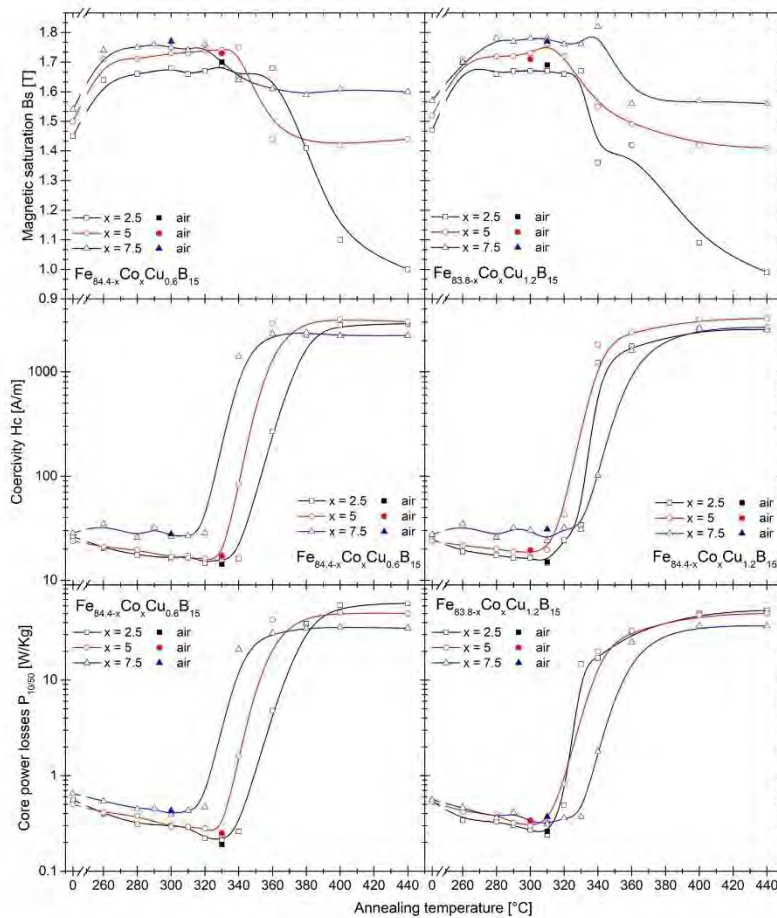 1.8
1.7
1.6
1.5
1.4
1.3
1.2
1.1
1.0
0.9
Magnetic saturation Bs [T]
x = 2.5 air
x = 5 air
x = 7.5 air
Fe84.4-xCoxCu0.6B15
x = 2.5 air
x = 5 air
x = 7.5 air
Fe83.8-xCoxCu1.2B15
1000
100
10
Coercivity Hc [A/m]
x = 2.5 air
x = 5 air
x = 7.5 air
Fe84.4-xCoxCu0.6B15
x = 2.5 air
x = 5 air
x = 7.5 air
Fe84.4-xCoxCu1.2B15
10
1
0.1
Core power losses P10/50 [W/Kg]
Fe84.4-xCoxCu0.6B15
x = 2.5 air
x = 5 air
x = 7.5 air
Fe83.8-xCoxCu1.2B15
x = 2.5 air
x = 5 air
x = 7.5 air
0 260 280 300 320 340 360 380 400 420 440 0 260 280 300 320 340 360 380 400 420 440
Annealing temperature [°C]